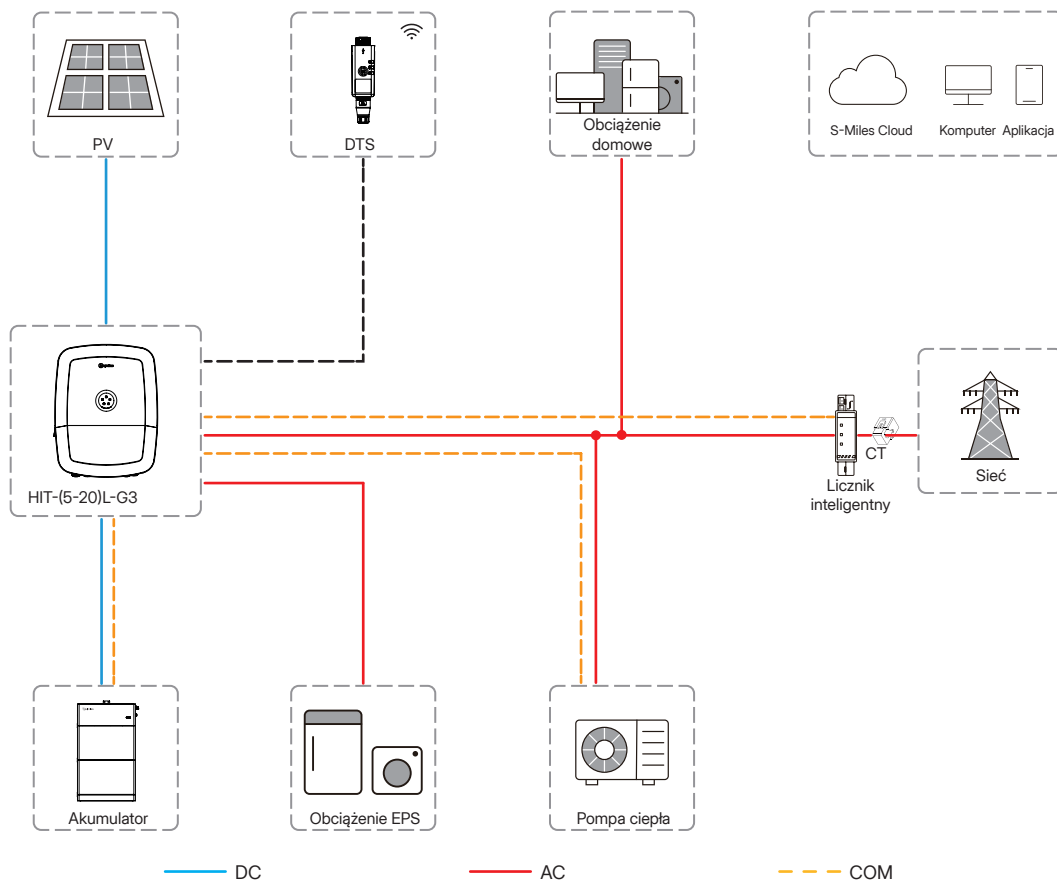 PV
DTS
Obciążenie
domowe
S-Miles Cloud
Komputer
Aplikacja
HIT-(5-20)L-G3
CT
Licznik
inteligentny
Sieć
Akumulator
Obciążenie EPS
Pompa ciepła
DC
AC
COM